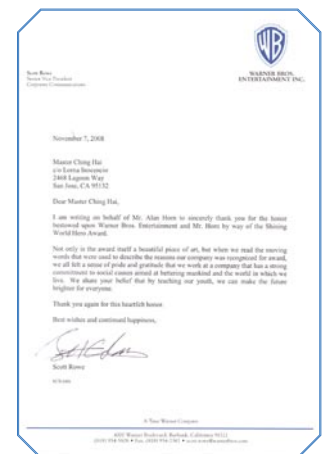 WB
Scott Rowe
Senior Vice President
Corporate Communications
WARNER BROS.
ENTERTAINMENT INC.
November 7, 2008
Master Ching Hai
c/o Lorna Inocencio
2468 Lagoon Way
San Jose, CA 95132
Dear Master Ching Hai,
I am writing on behalf of Mr. Alan Horn to sincerely thank you for the honor
bestowed upon Warner Bros. Entertainment and Mr. Horn by way of the Shining
World Hero Award.
Not only is the award itself a beautiful piece of art, but when we read the moving
words that were used to describe the reasons our company was recognized for award,
we all felt a sense of pride and gratitude that we work at a company that has a strong
commitment to social causes aimed at bettering mankind and the world in which we
live. We share your belief that by teaching our youth, we can make the future
brighter for everyone.
Thank you again for this heartfelt honor.
Best wishes and continued happiness,
Scott Rowe
A Time Warner Company
4000 Warner Boulevard, Burbank, California 91522